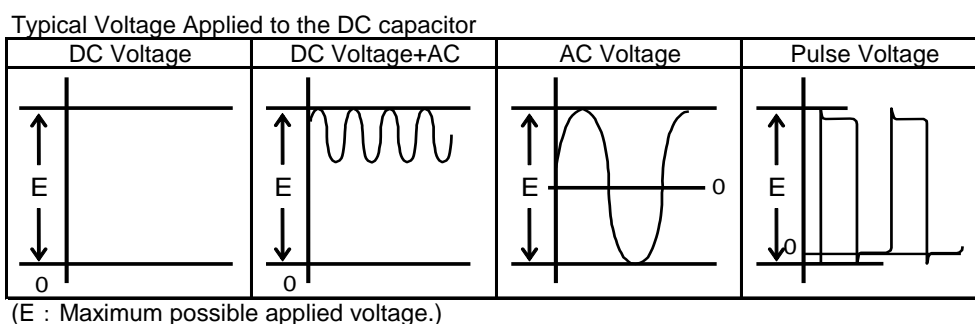 Typical Voltage Applied to the DC capacitor
DC Voltage DC Voltage+AC AC Voltage Pulse Voltage
E E E E
0 0 0 0
(E：Maximum possible applied voltage.)